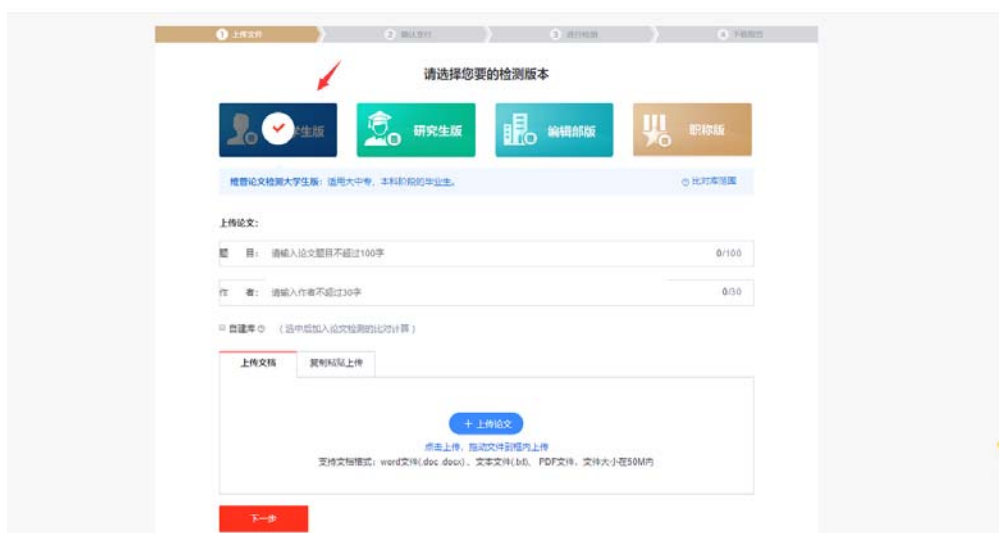 1 上传文件 2 确认支付 3 进行检测 4 下载报告
请选择您要的检测版本
学生版 研究生版 编辑部版 职称版
维普论文检测大学生版：适用大中专、本科阶段的毕业生。 比对库范围
上传论文：
题 目： 请输入论文题目不超过100字 0/100
作 者： 请输入作者不超过30字 0/30
自建库 （选中后加入论文检测的比对计算）
上传文档 复制粘贴上传
+ 上传论文
点击上传，拖动文件到框内上传
支持文档格式：word文件(.doc .docx)、文本文件(.txt)、PDF文件，文件大小在50M内
下一步